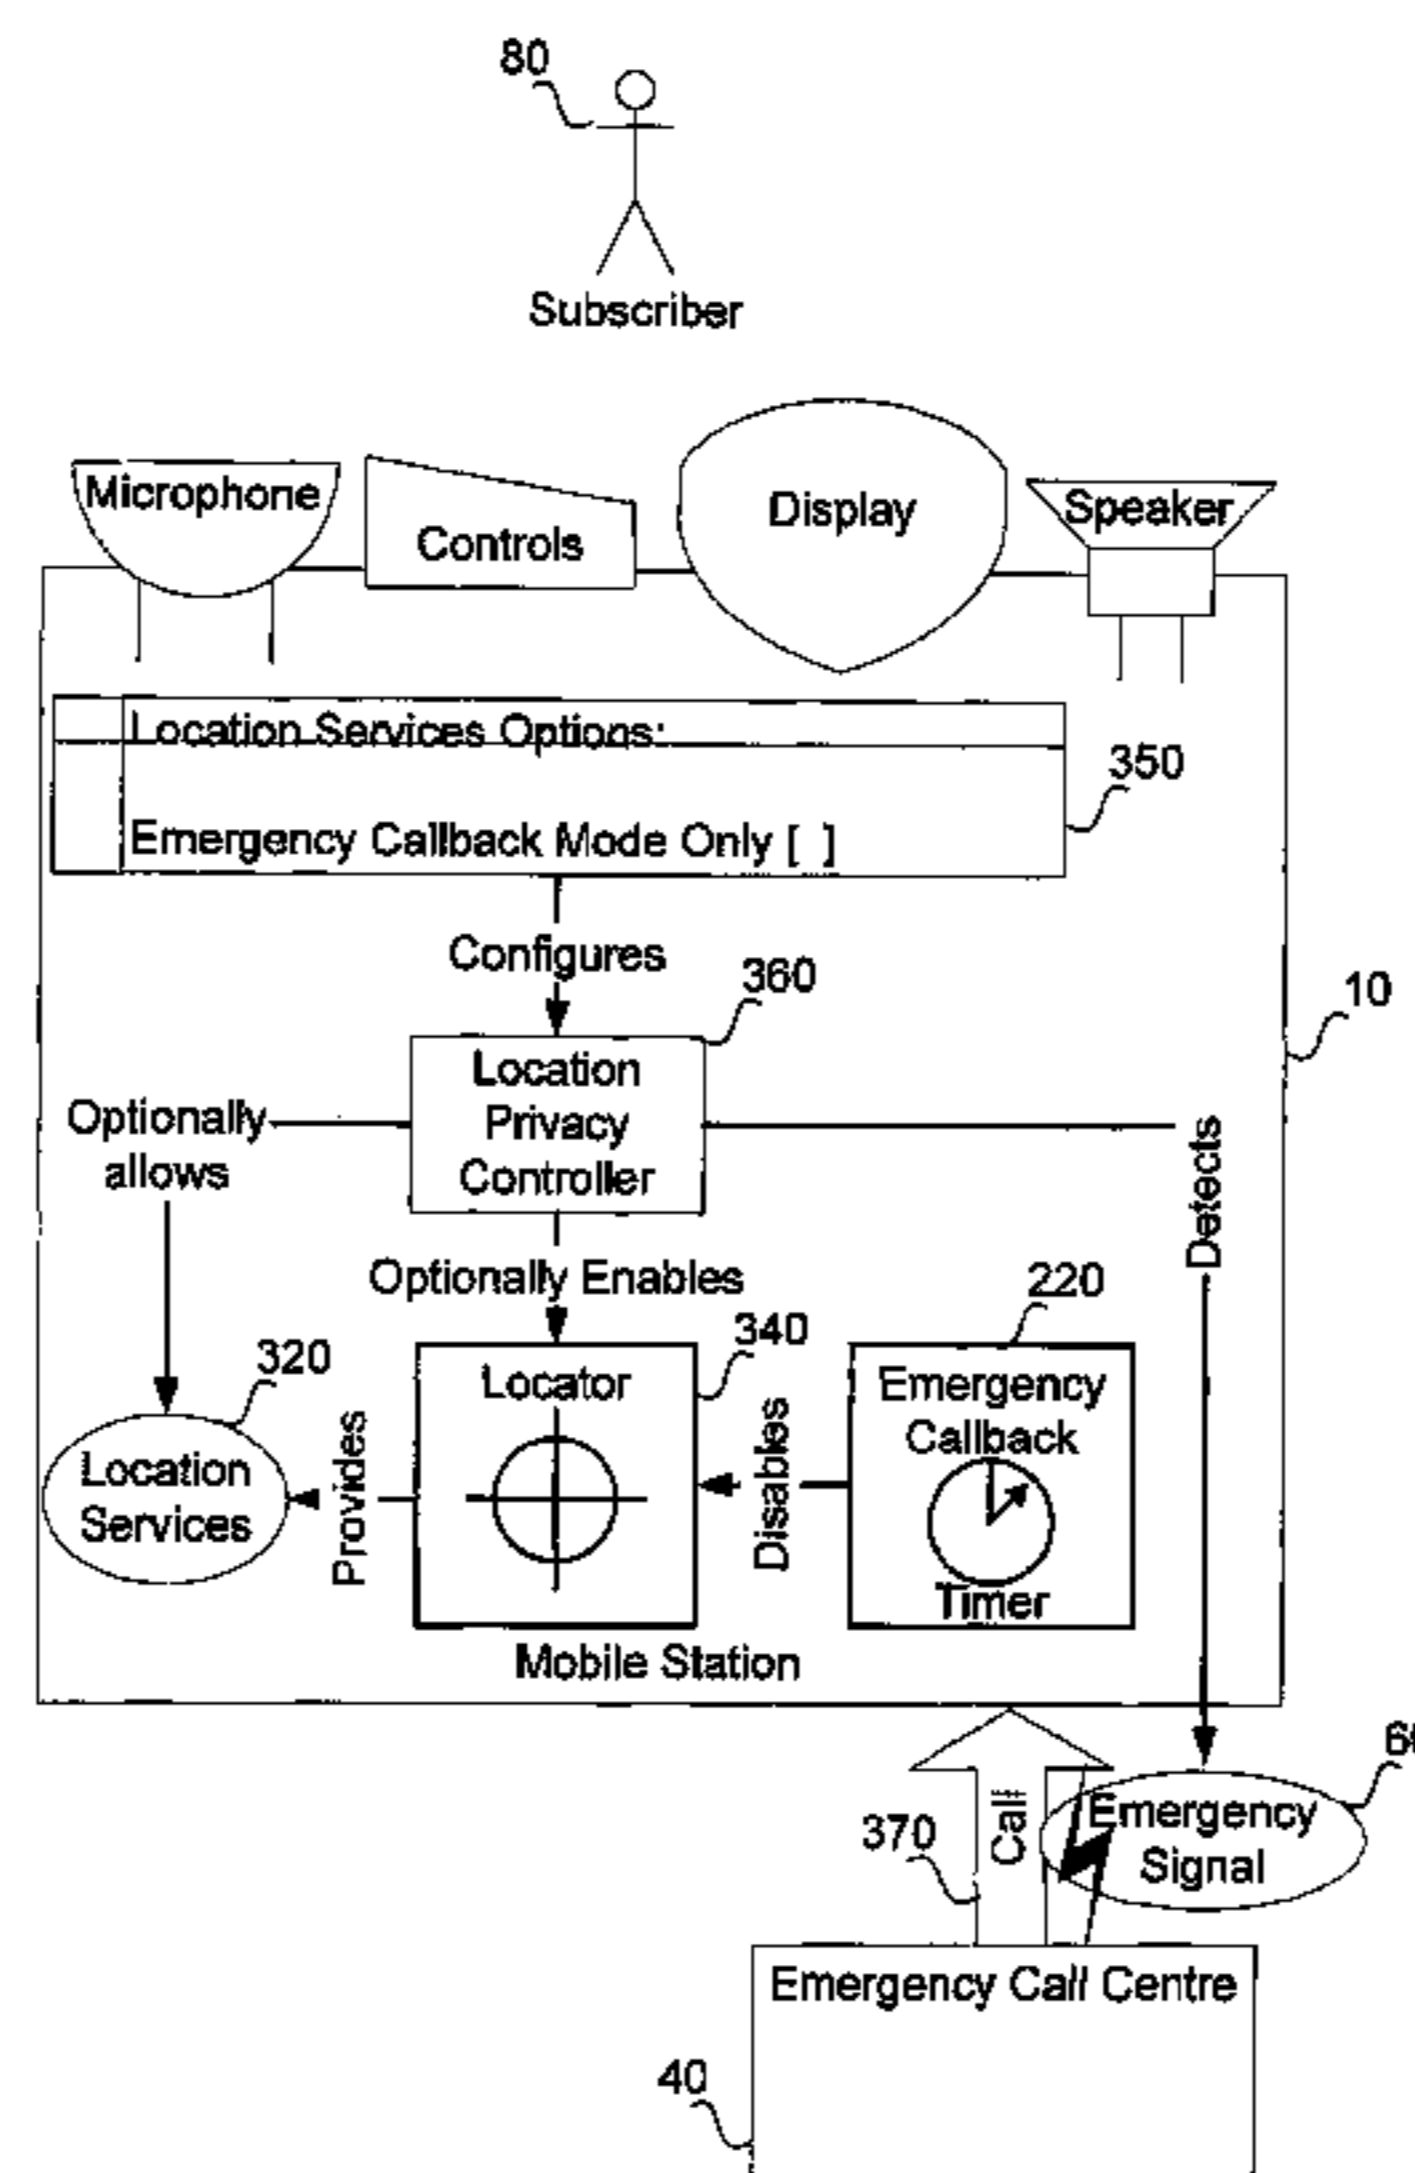 80
Subscriber
Microphone
Controls
Display
Speaker
Location Services Options:
350
Emergency Callback Mode Only [ ]
Configures
360
10
Location
Privacy
Controller
Optionally
allows
Detects
Optionally Enables
220
340
320
Locator
Emergency
Callback
Timer
Location
Services
Provides
Disables
Mobile Station
Call
370
Emergency
Signal
Emergency Call Centre
40